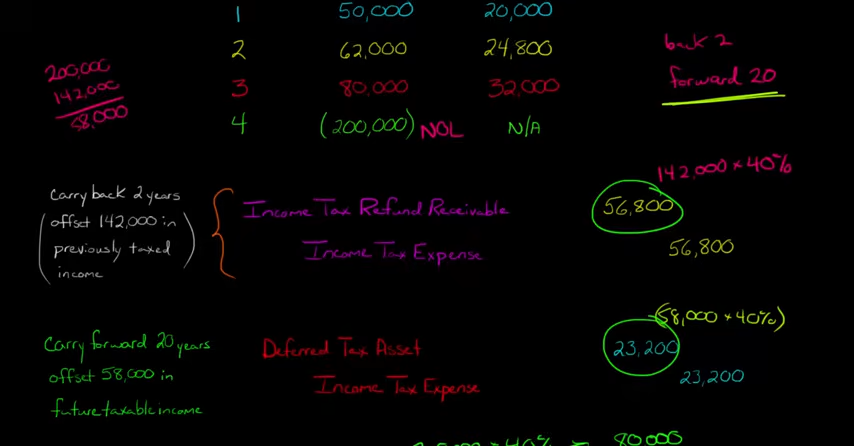 1 50,000 20,000
2 62,000 24,800
3 80,000 32,000
4 (200,000) NOL N/A
200,000
142,000
58,000
back 2
forward 20
142,000 × 40%
Carry back 2 years
(offset 142,000 in
previously taxed
income)
Income Tax Refund Receivable 56,800
Income Tax Expense 56,800
(58,000 × 40%)
Carry forward 20 years
offset 58,000 in
future taxable income
Deferred Tax Asset 23,200
Income Tax Expense 23,200
× 40% = 80,000